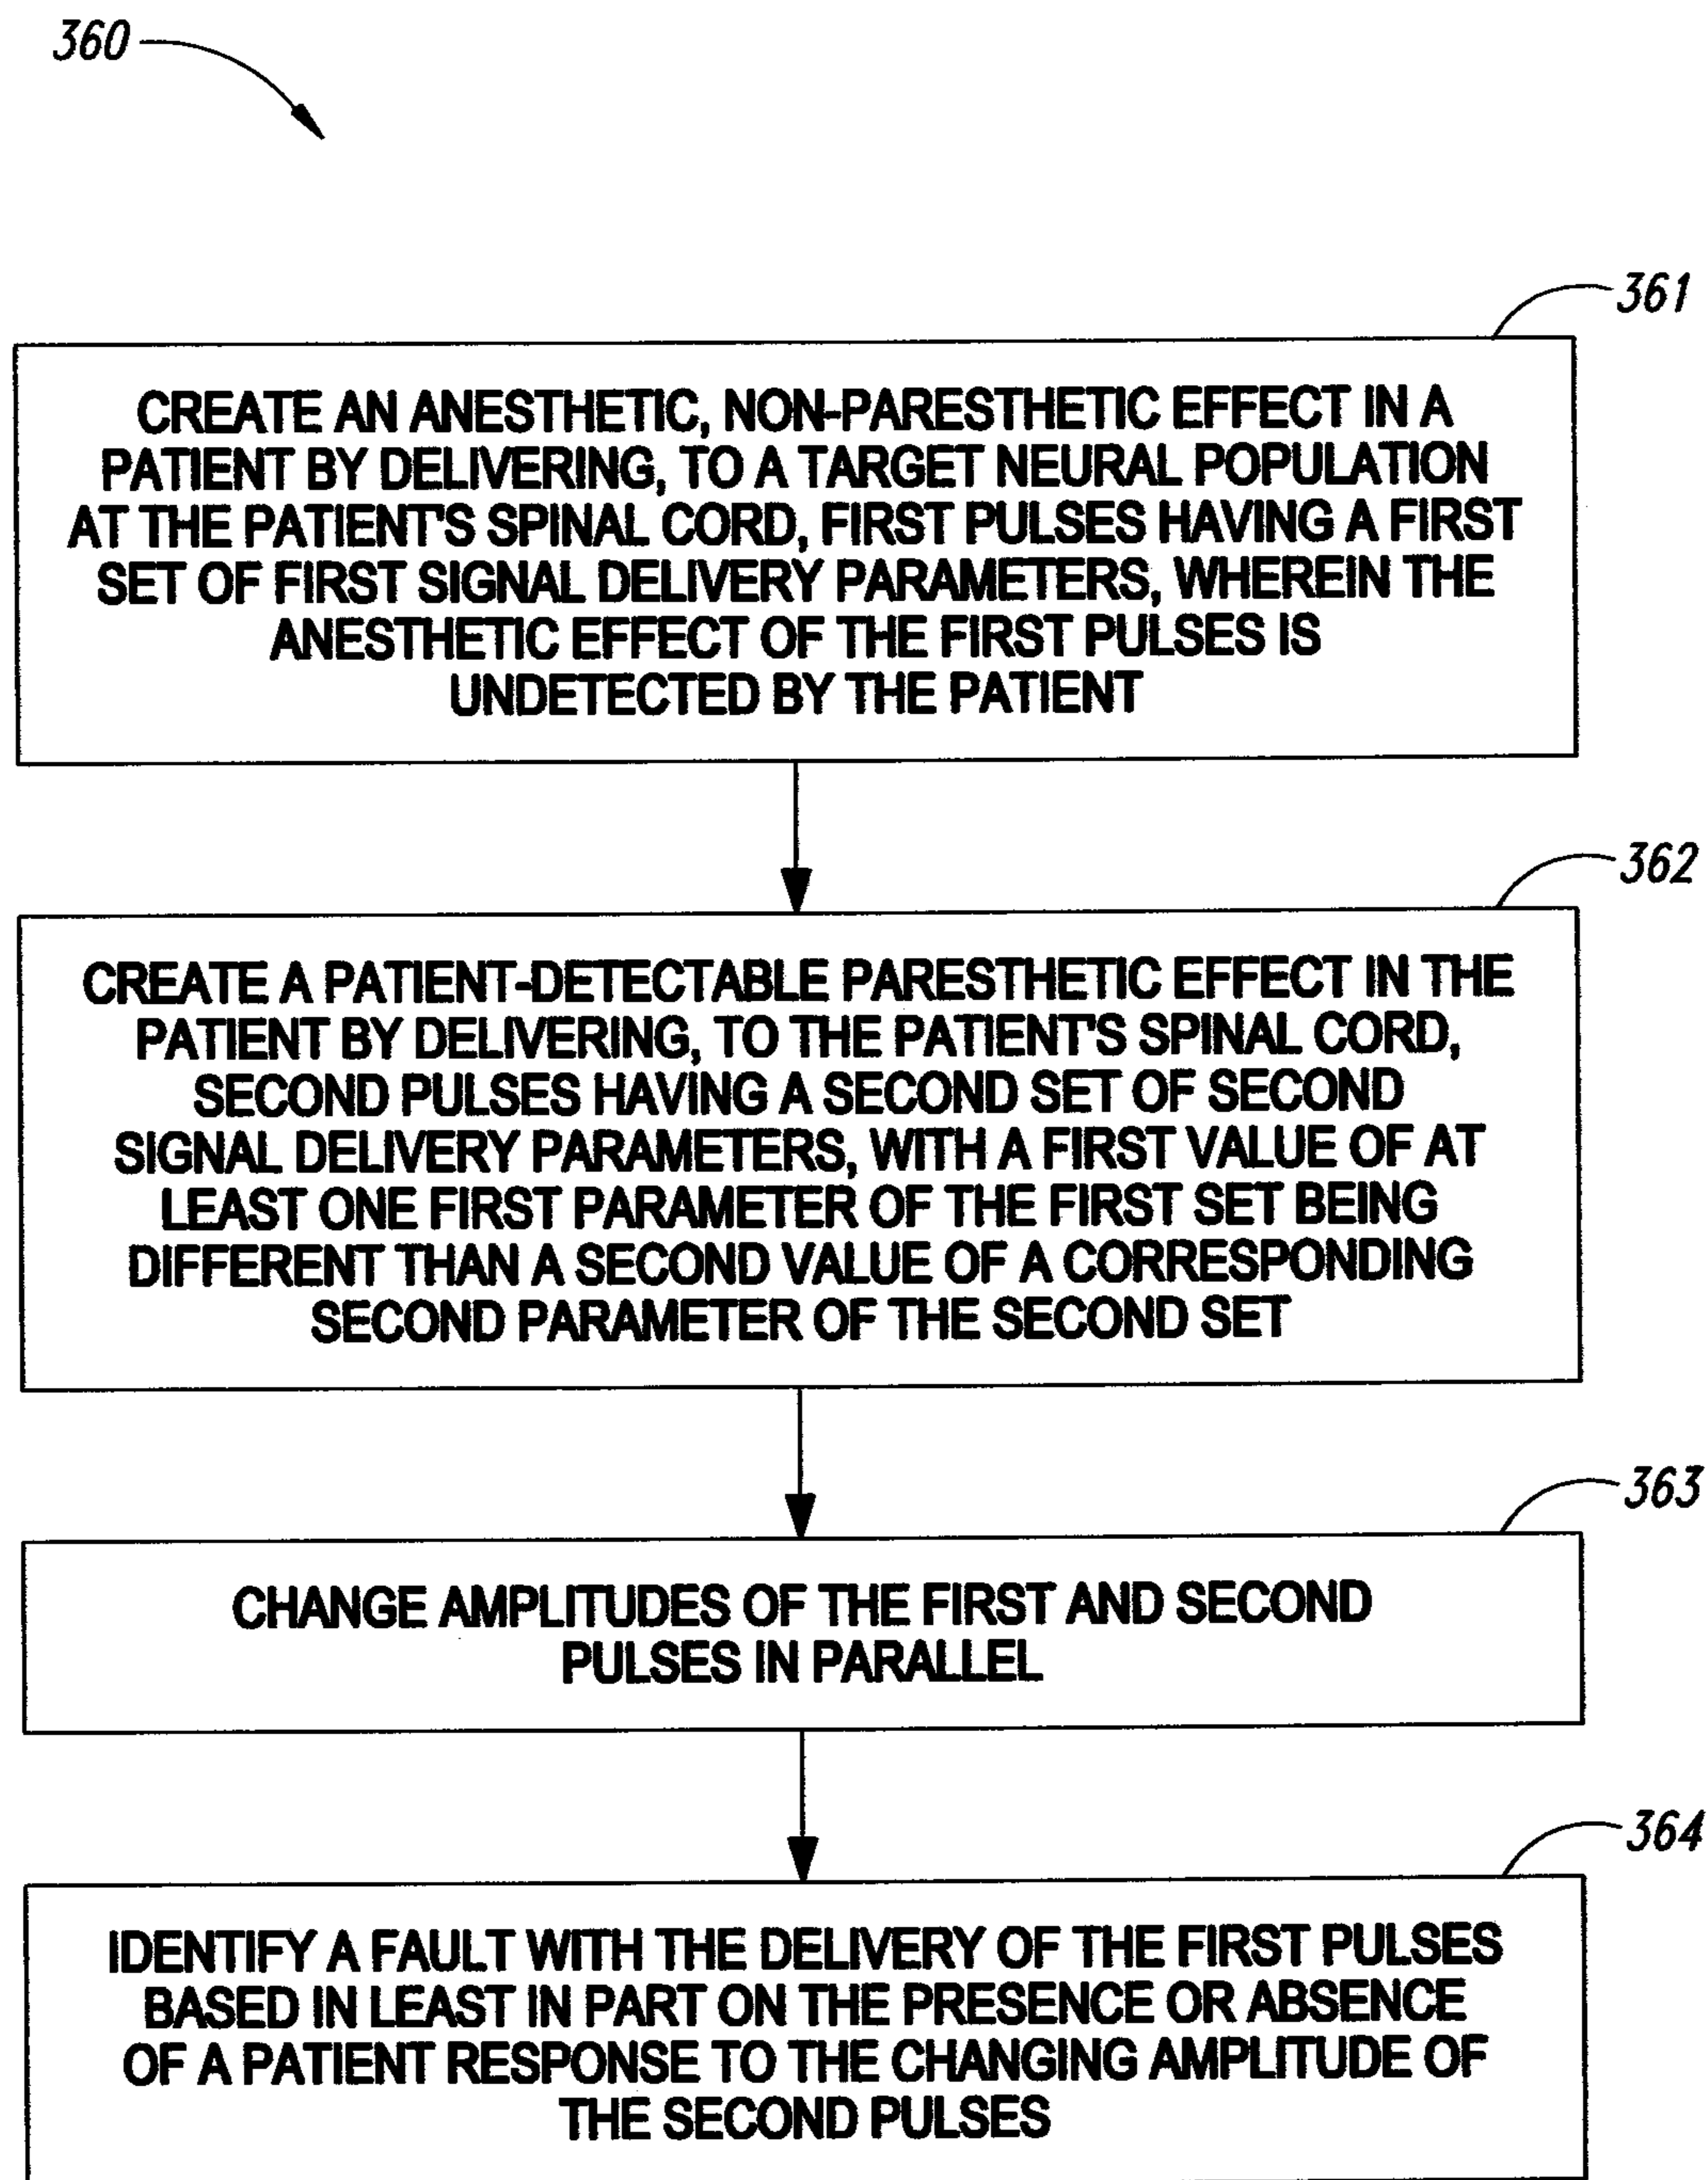 360
361
CREATE AN ANESTHETIC, NON-PARESTHETIC EFFECT IN A
PATIENT BY DELIVERING, TO A TARGET NEURAL POPULATION
AT THE PATIENT'S SPINAL CORD, FIRST PULSES HAVING A FIRST
SET OF FIRST SIGNAL DELIVERY PARAMETERS, WHEREIN THE
ANESTHETIC EFFECT OF THE FIRST PULSES IS
UNDETECTED BY THE PATIENT
362
CREATE A PATIENT-DETECTABLE PARESTHETIC EFFECT IN THE
PATIENT BY DELIVERING, TO THE PATIENT'S SPINAL CORD,
SECOND PULSES HAVING A SECOND SET OF SECOND
SIGNAL DELIVERY PARAMETERS, WITH A FIRST VALUE OF AT
LEAST ONE FIRST PARAMETER OF THE FIRST SET BEING
DIFFERENT THAN A SECOND VALUE OF A CORRESPONDING
SECOND PARAMETER OF THE SECOND SET
363
CHANGE AMPLITUDES OF THE FIRST AND SECOND
PULSES IN PARALLEL
364
IDENTIFY A FAULT WITH THE DELIVERY OF THE FIRST PULSES
BASED IN LEAST IN PART ON THE PRESENCE OR ABSENCE
OF A PATIENT RESPONSE TO THE CHANGING AMPLITUDE OF
THE SECOND PULSES